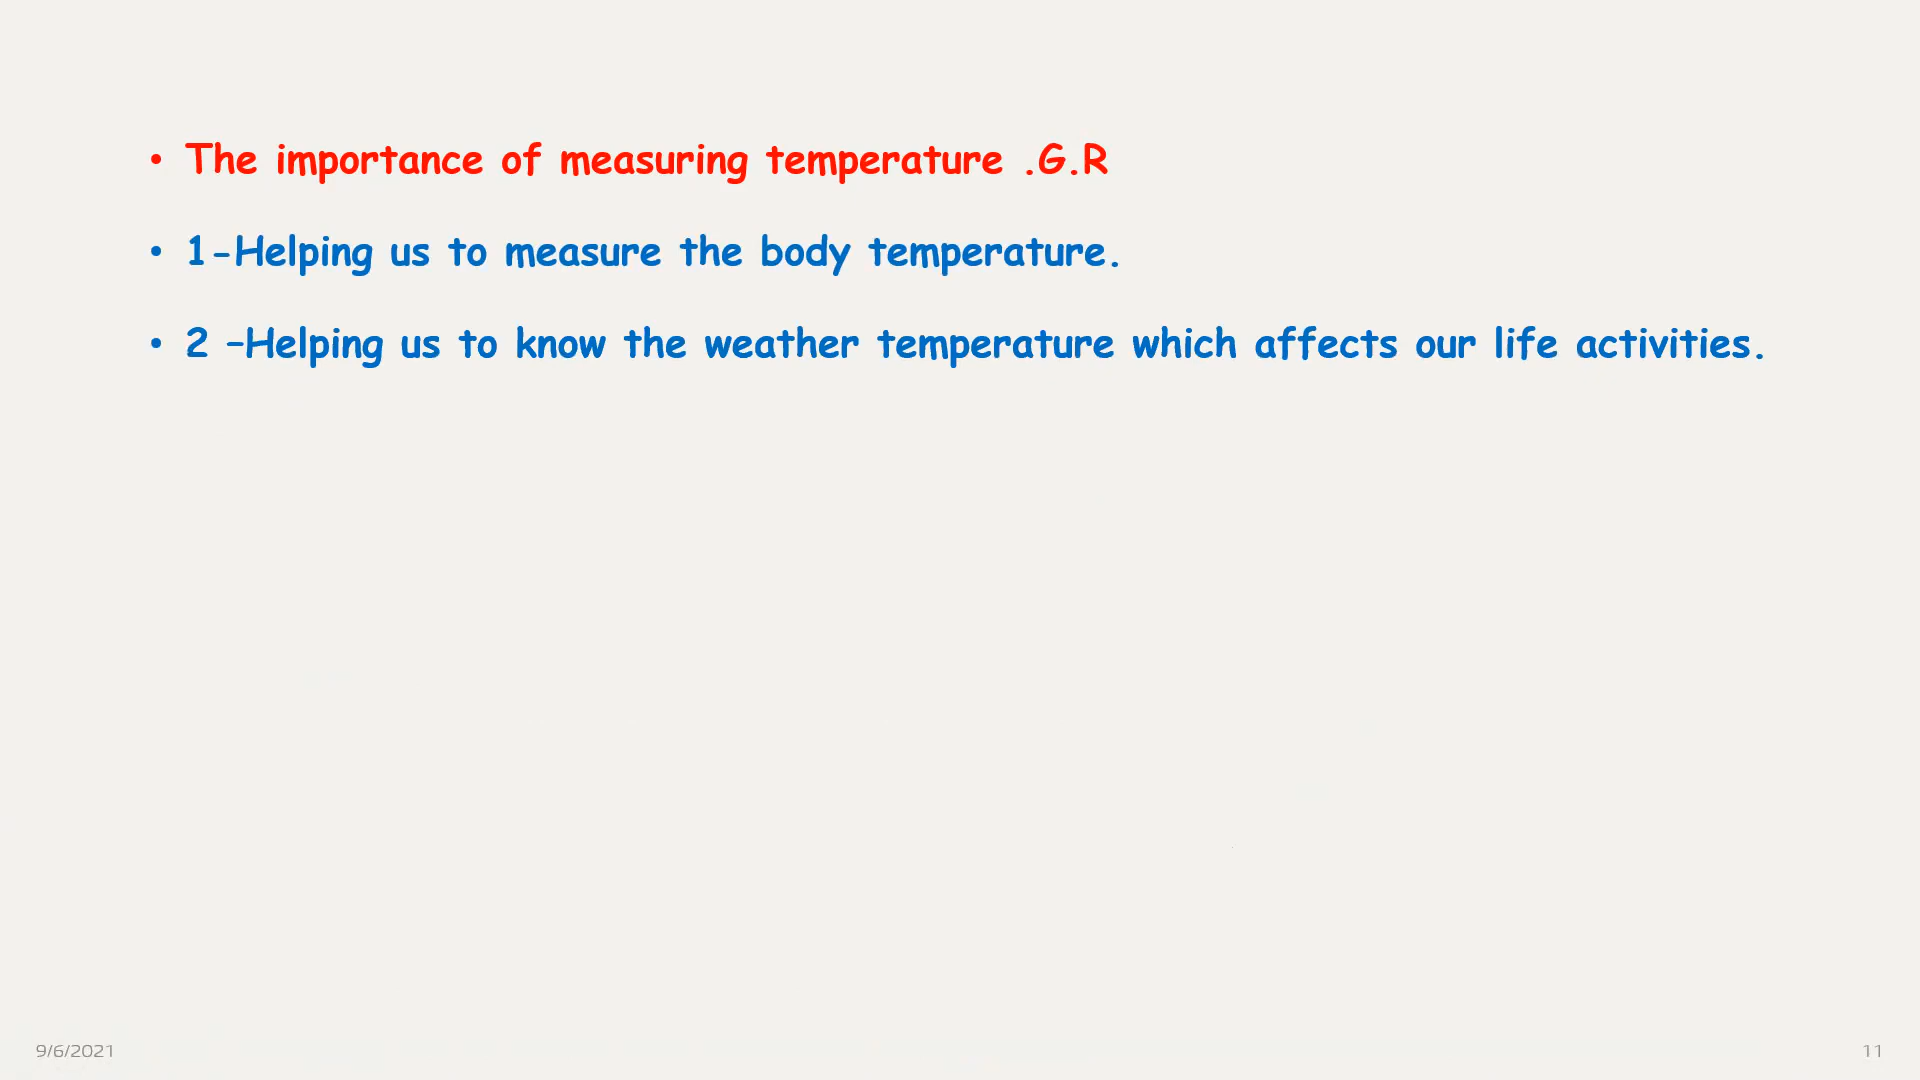 • The importance of measuring temperature .G.R
• 1-Helping us to measure the body temperature.
• 2 –Helping us to know the weather temperature which affects our life activities.
9/6/2021
11